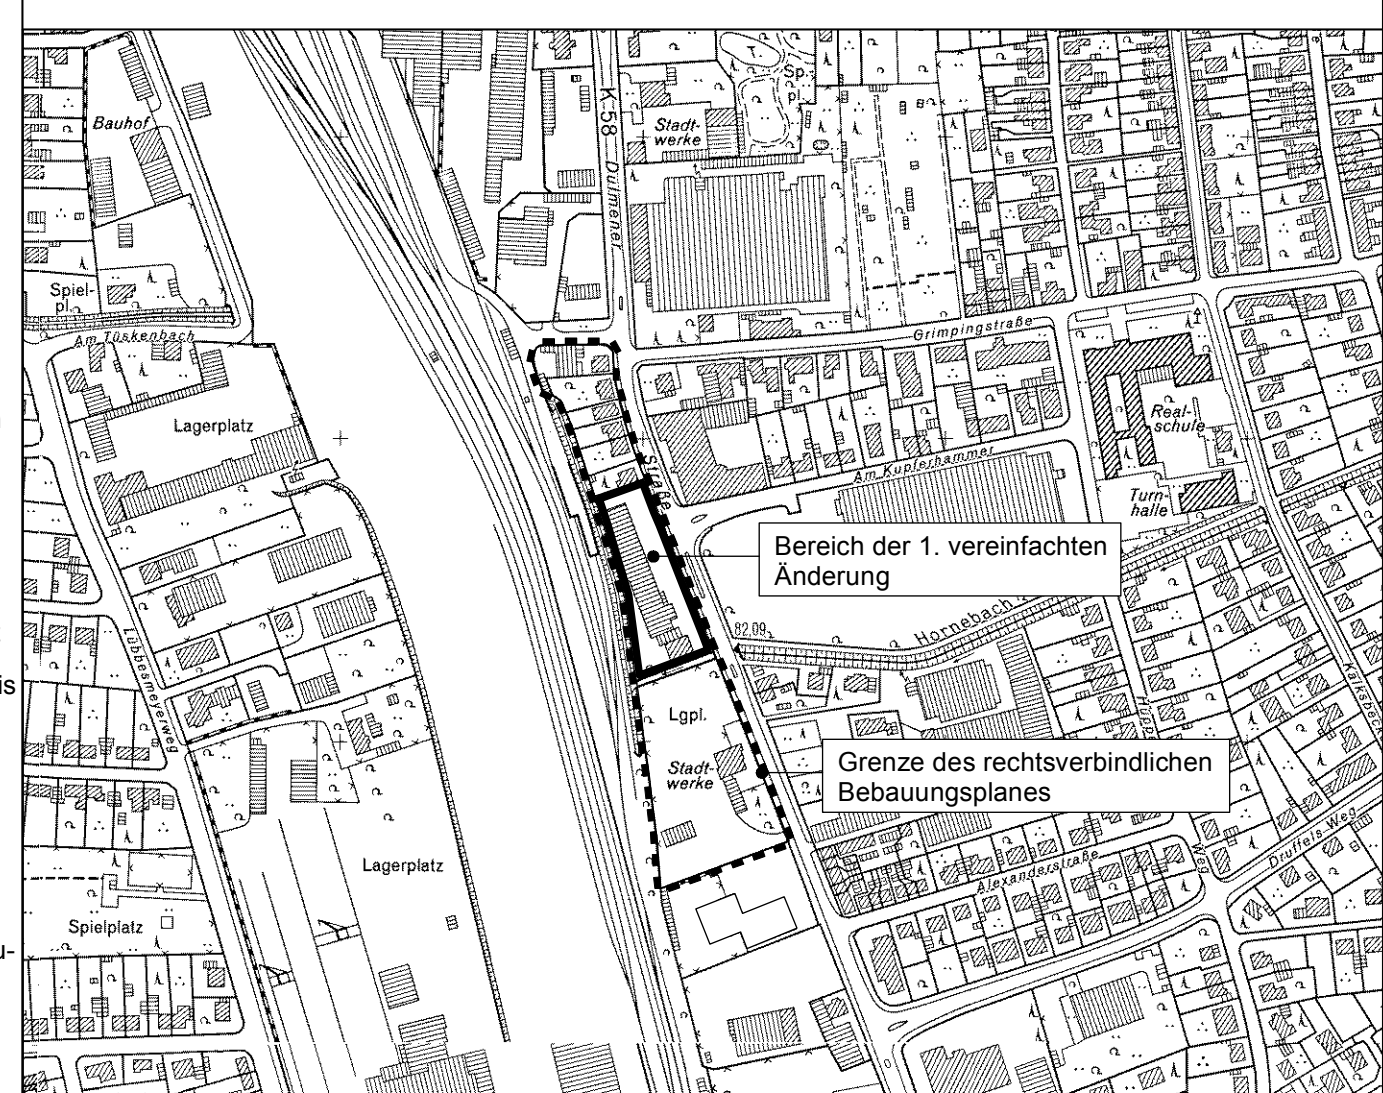 Bauhof
K 58
Dülmener
Stadt-
werke
Sp.
pl.
T.
Spiel-
pl.
Am Tüskenbach
Grimpingstraße
Lagerplatz
Real-
schule
Straße
Am Kupferhammer
Turn-
halle
Bereich der 1. vereinfachten
Änderung
82,09
Hornebach
Lübbesmeyerweg
is
Kalksbeck
Lgpl.
Stadt-
werke
Grenze des rechtsverbindlichen
Bebauungsplanes
Druffels Weg
Alexanderstraße
Weg
Lagerplatz
Spielplatz
u-